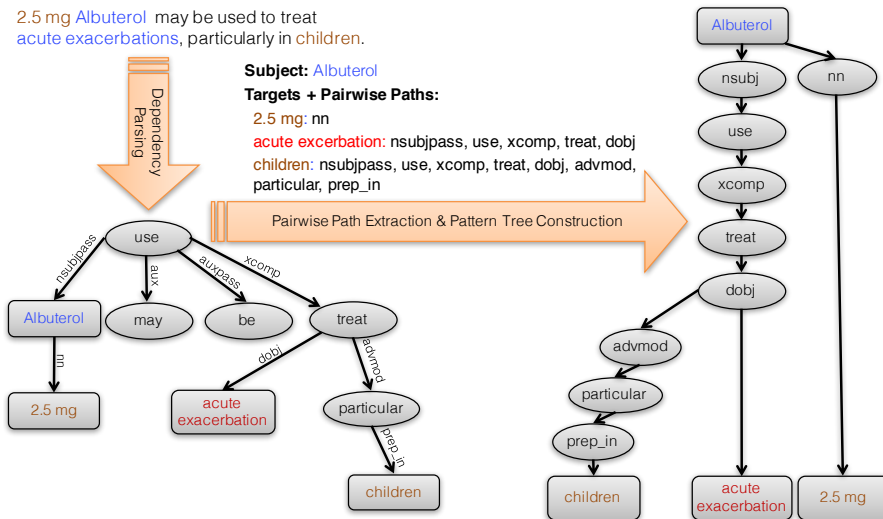 2.5 mg Albuterol may be used to treat
acute exacerbations, particularly in children.
Dependency
Parsing
Subject: Albuterol
Targets + Pairwise Paths:
2.5 mg: nn
acute excerbation: nsubjpass, use, xcomp, treat, dobj
children: nsubjpass, use, xcomp, treat, dobj, advmod,
particular, prep_in
Pairwise Path Extraction & Pattern Tree Construction
use
nsubjpass
aux
auxpass
xcomp
Albuterol
may
be
treat
nn
dobj
advmod
2.5 mg
acute
exacerbation
particular
prep_in
children
Albuterol
nsubj
nn
use
xcomp
treat
dobj
advmod
particular
prep_in
children
acute
exacerbation
2.5 mg